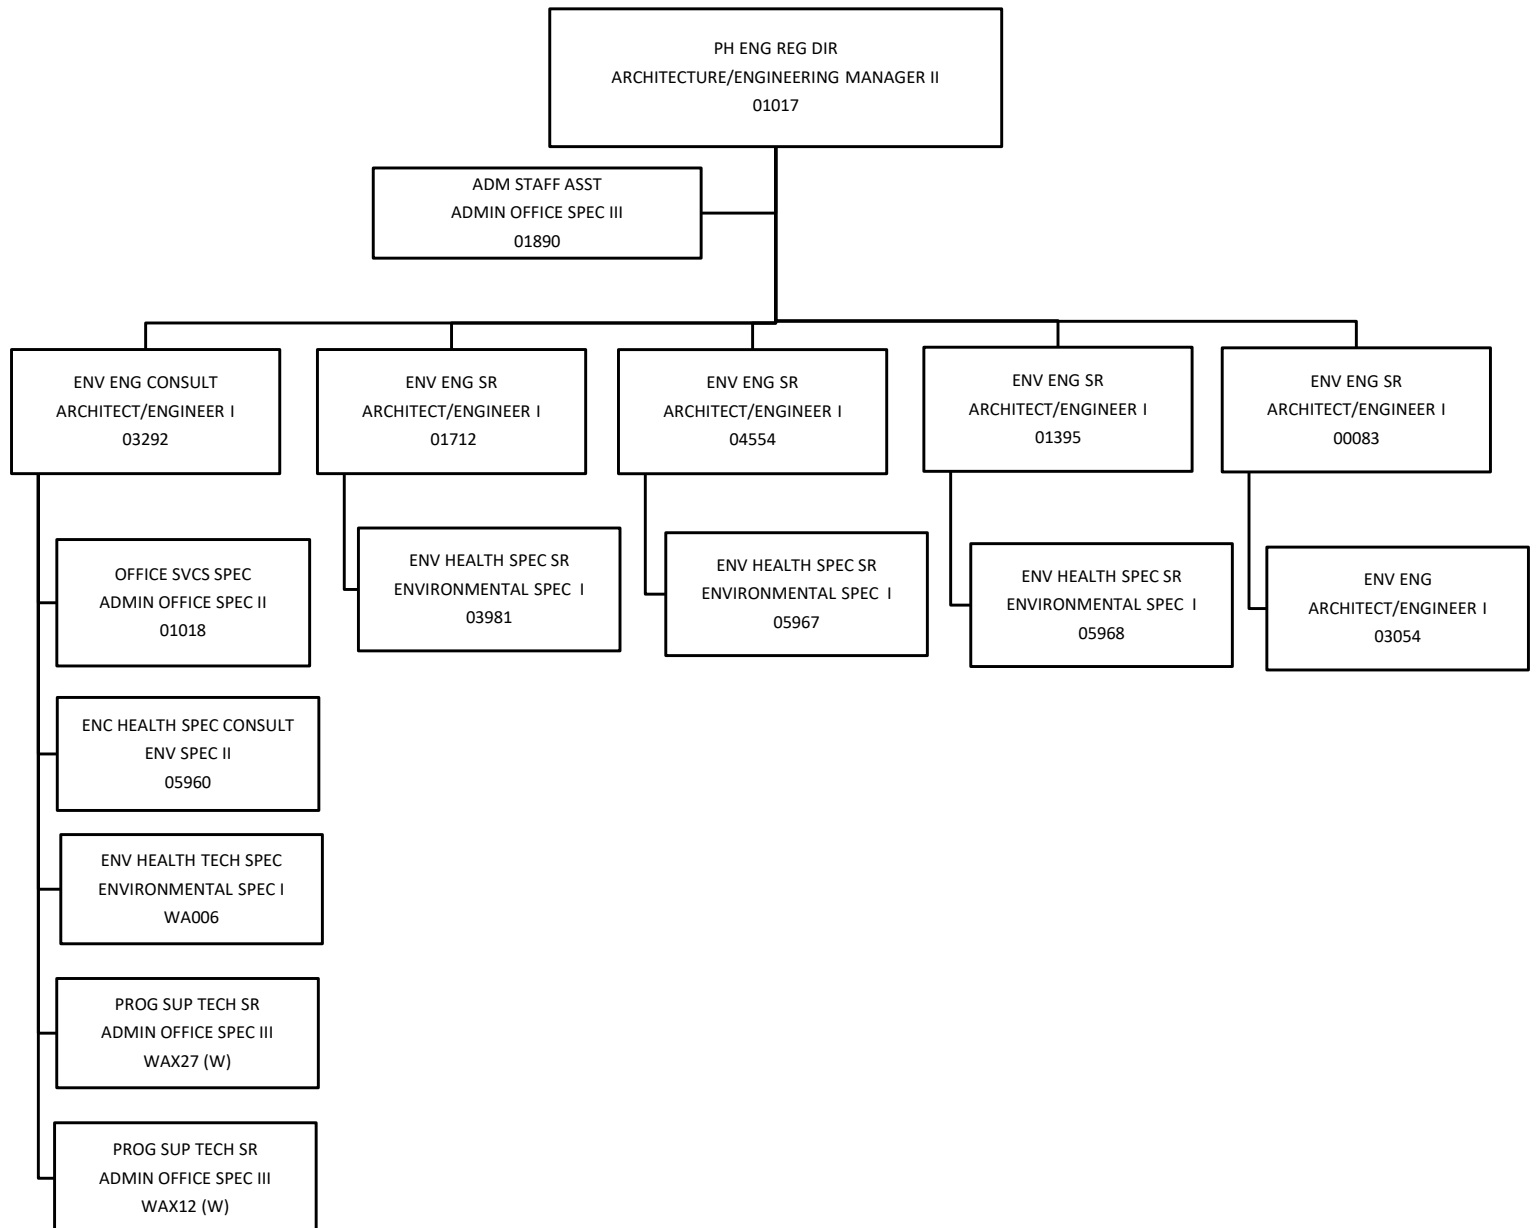 PH ENG REG DIR
ARCHITECTURE/ENGINEERING MANAGER II
01017
ADM STAFF ASST
ADMIN OFFICE SPEC III
01890
ENV ENG CONSULT
ARCHITECT/ENGINEER I
03292
ENV ENG SR
ARCHITECT/ENGINEER I
01712
ENV ENG SR
ARCHITECT/ENGINEER I
04554
ENV ENG SR
ARCHITECT/ENGINEER I
01395
ENV ENG SR
ARCHITECT/ENGINEER I
00083
OFFICE SVCS SPEC
ADMIN OFFICE SPEC II
01018
ENV HEALTH SPEC SR
ENVIRONMENTAL SPEC I
03981
ENV HEALTH SPEC SR
ENVIRONMENTAL SPEC I
05967
ENV HEALTH SPEC SR
ENVIRONMENTAL SPEC I
05968
ENV ENG
ARCHITECT/ENGINEER I
03054
ENC HEALTH SPEC CONSULT
ENV SPEC II
05960
ENV HEALTH TECH SPEC
ENVIRONMENTAL SPEC I
WA006
PROG SUP TECH SR
ADMIN OFFICE SPEC III
WAX27 (W)
PROG SUP TECH SR
ADMIN OFFICE SPEC III
WAX12 (W)